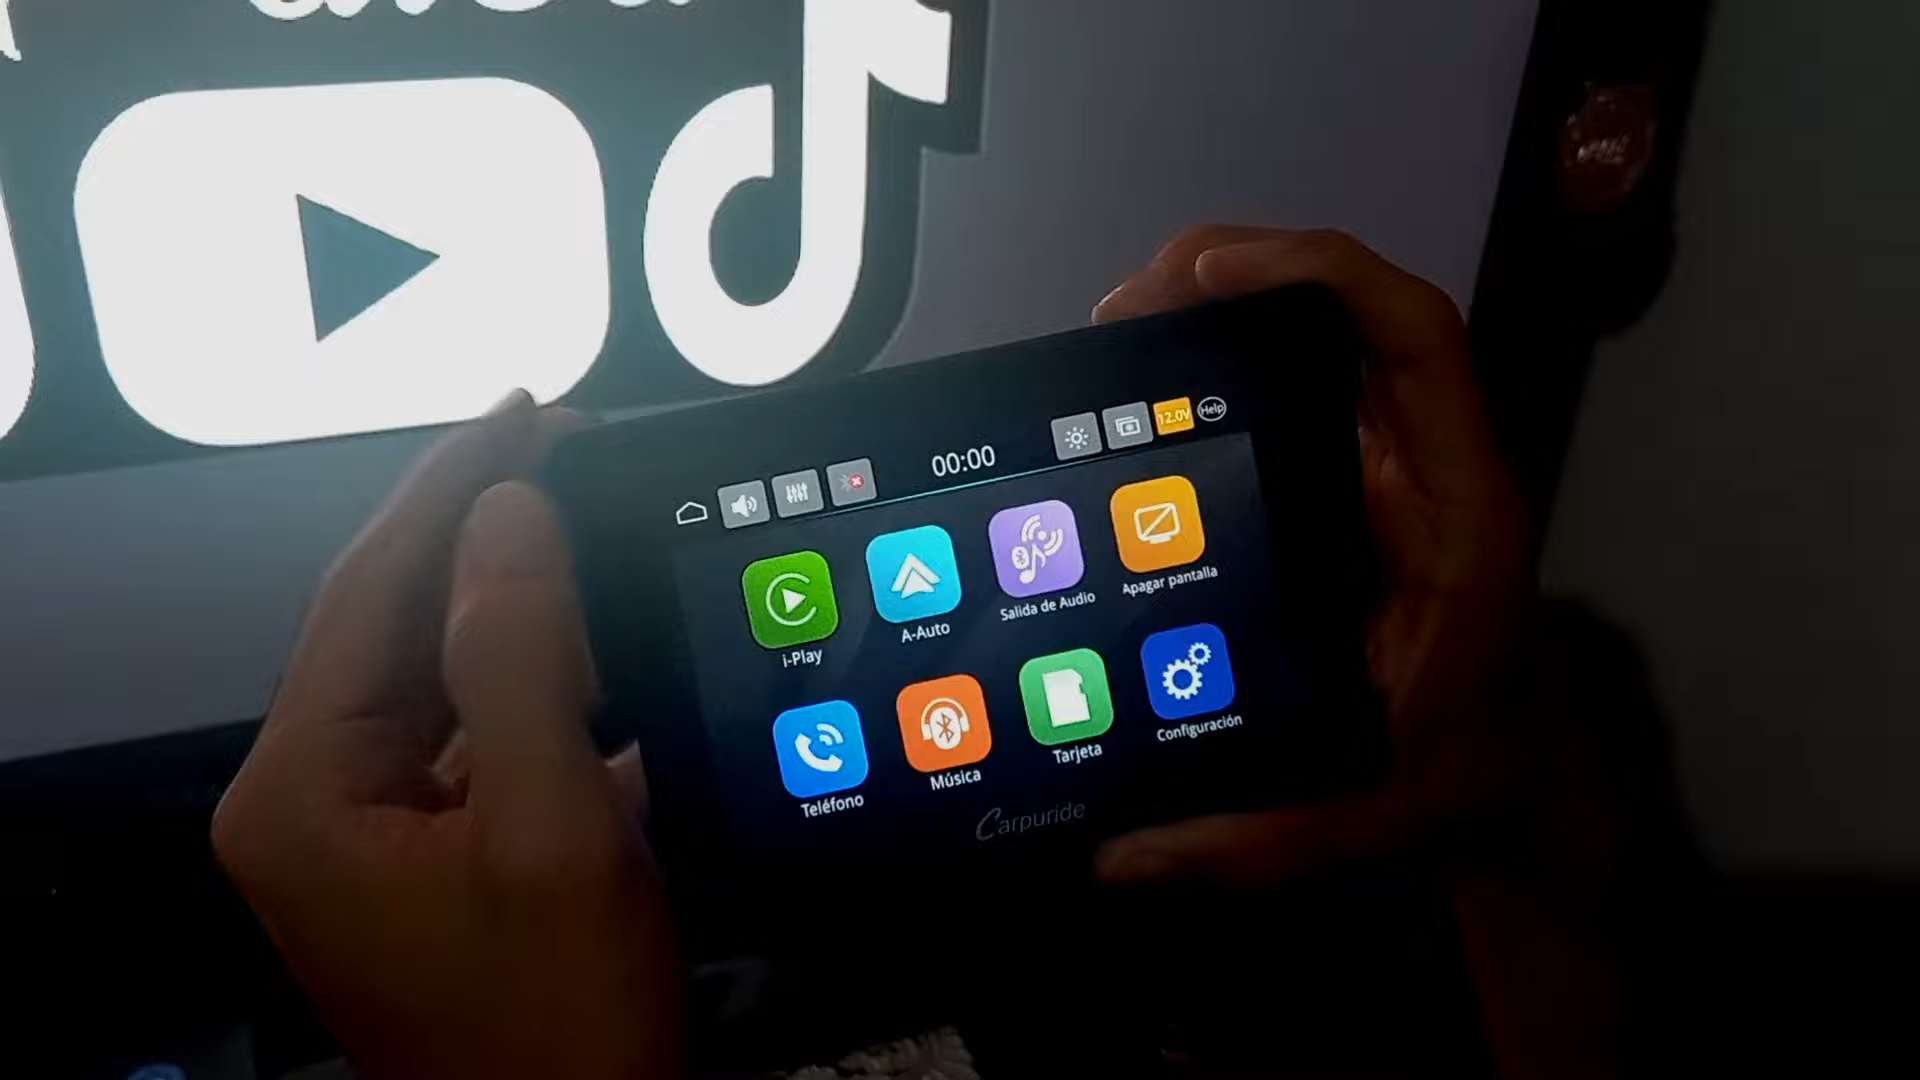 00:00
12.0V
Help
i-Play
A-Auto
Salida de Audio
Apagar pantalla
Teléfono
Música
Tarjeta
Configuración
Carpuride